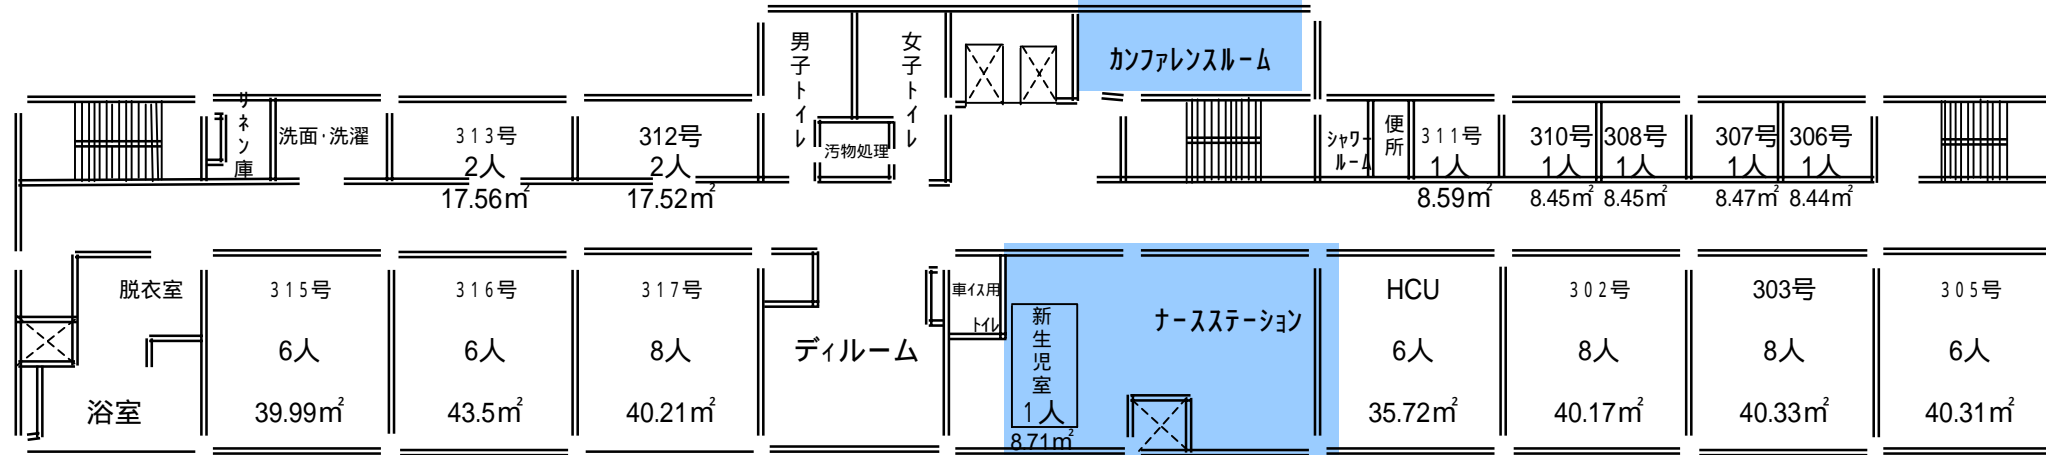 カンファレンスルーム
男子トイレ
女子トイレ
汚物処理
リネン庫
洗面・洗濯
313号
2人
17.56㎡
312号
2人
17.52㎡
シャワールーム
便所
311号
1人
8.59㎡
310号
1人
8.45㎡
308号
1人
8.45㎡
307号
1人
8.47㎡
306号
1人
8.44㎡
脱衣室
浴室
315号
6人
39.99㎡
316号
6人
43.5㎡
317号
8人
40.21㎡
ディルーム
車イス用
トイレ
新生児室
1人
8.71㎡
ナースステーション
HCU
6人
35.72㎡
302号
8人
40.17㎡
303号
8人
40.33㎡
305号
6人
40.31㎡